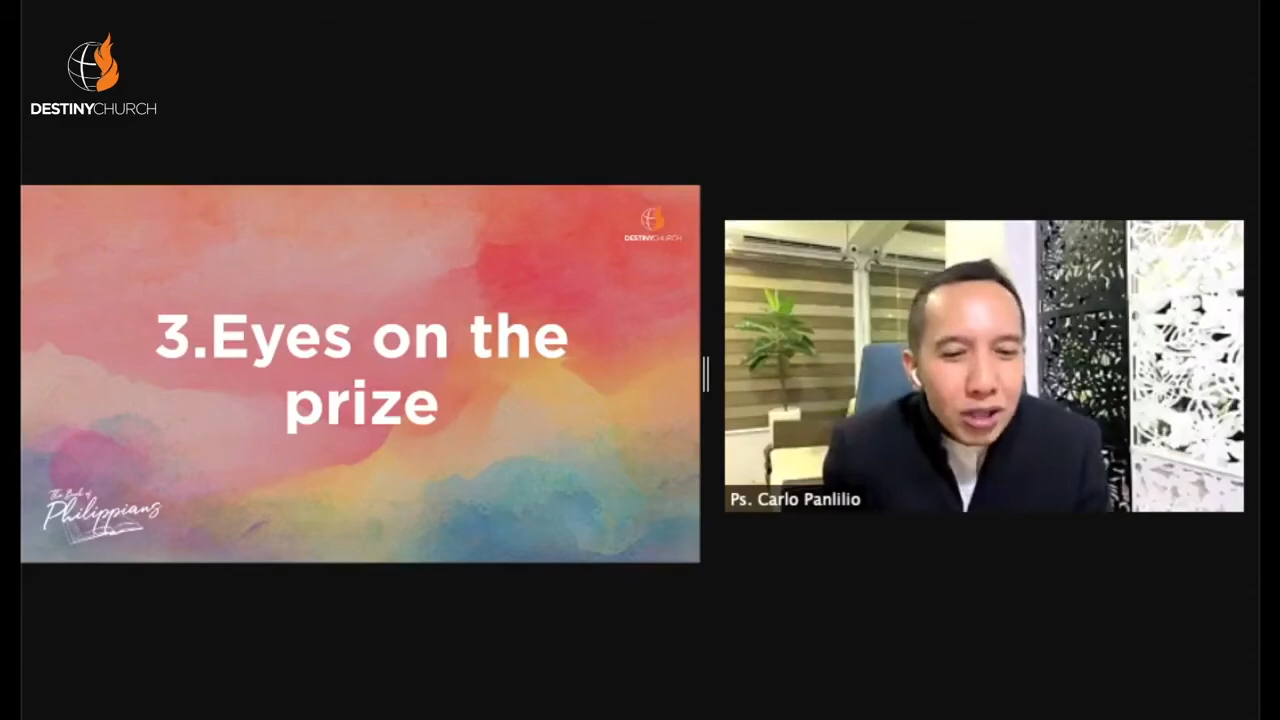 DESTINYCHURCH
DESTINYCHURCH
3.Eyes on the
prize
The Book of
Philippians
Ps. Carlo Panlilio